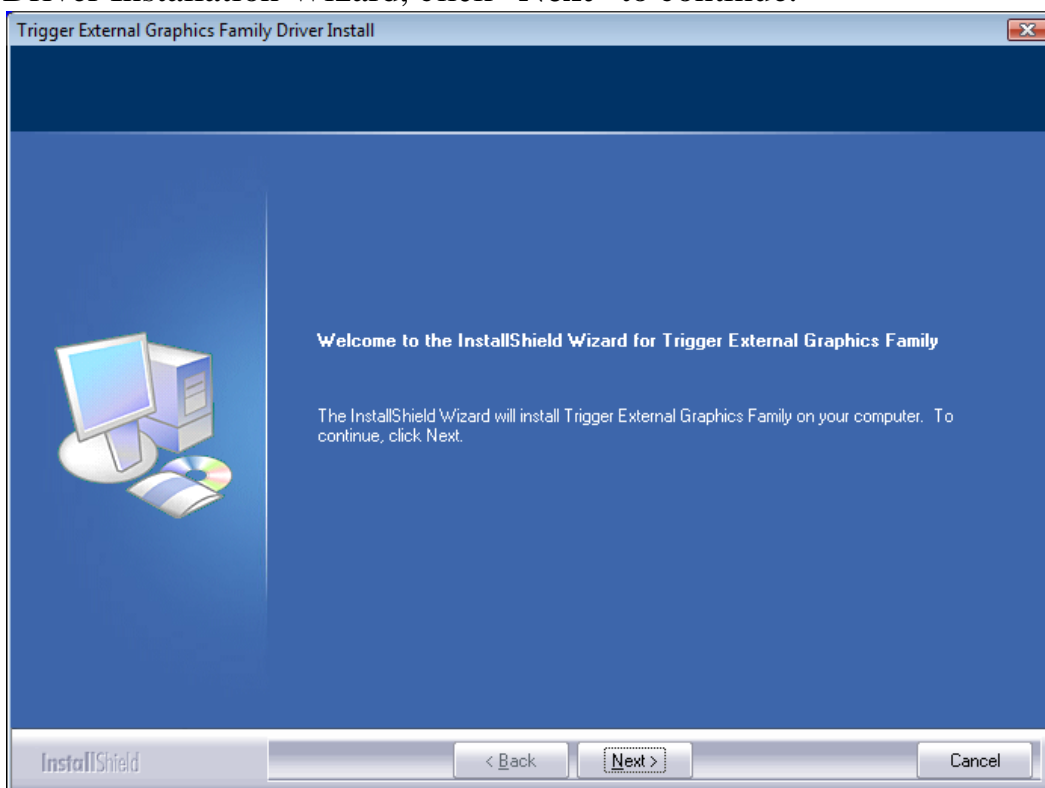 Driver Installation Wizard, click "Next" to continue.
Trigger External Graphics Family Driver Install
Welcome to the InstallShield Wizard for Trigger External Graphics Family
The InstallShield Wizard will install Trigger External Graphics Family on your computer. To
continue, click Next.
InstallShield
< Back
Next >
Cancel